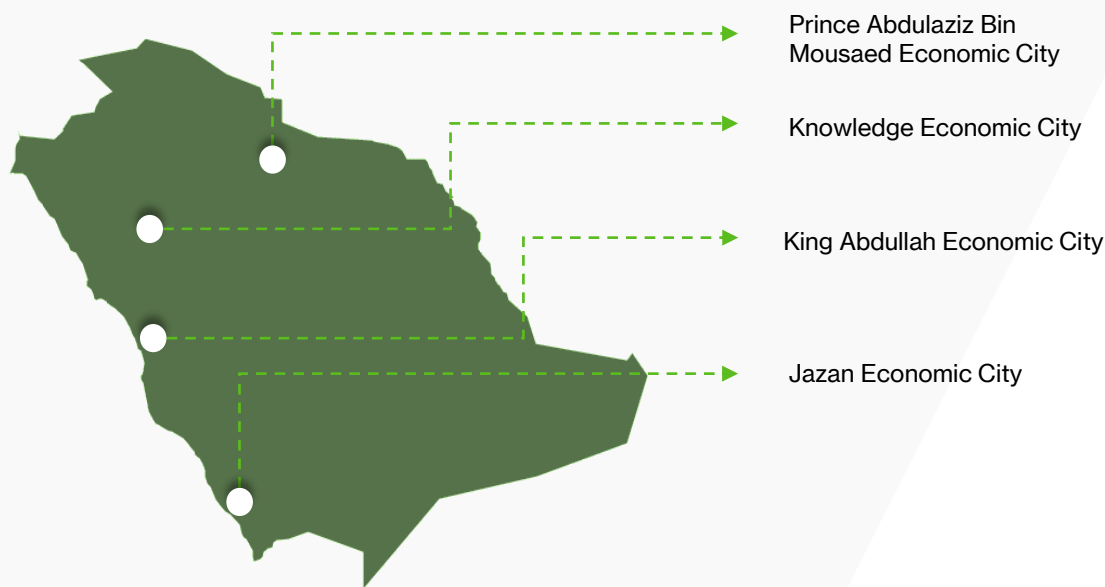 Prince Abdulaziz Bin
Mousaed Economic City
Knowledge Economic City
King Abdullah Economic City
Jazan Economic City